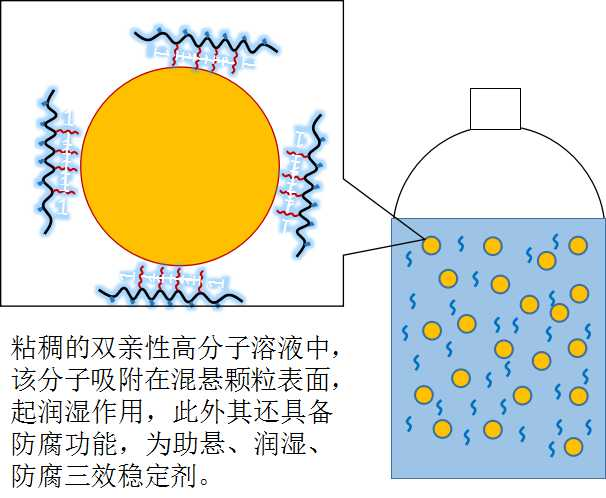 粘稠的双亲性高分子溶液中，
该分子吸附在混悬颗粒表面，
起润湿作用，此外其还具备
防腐功能，为助悬、润湿、
防腐三效稳定剂。